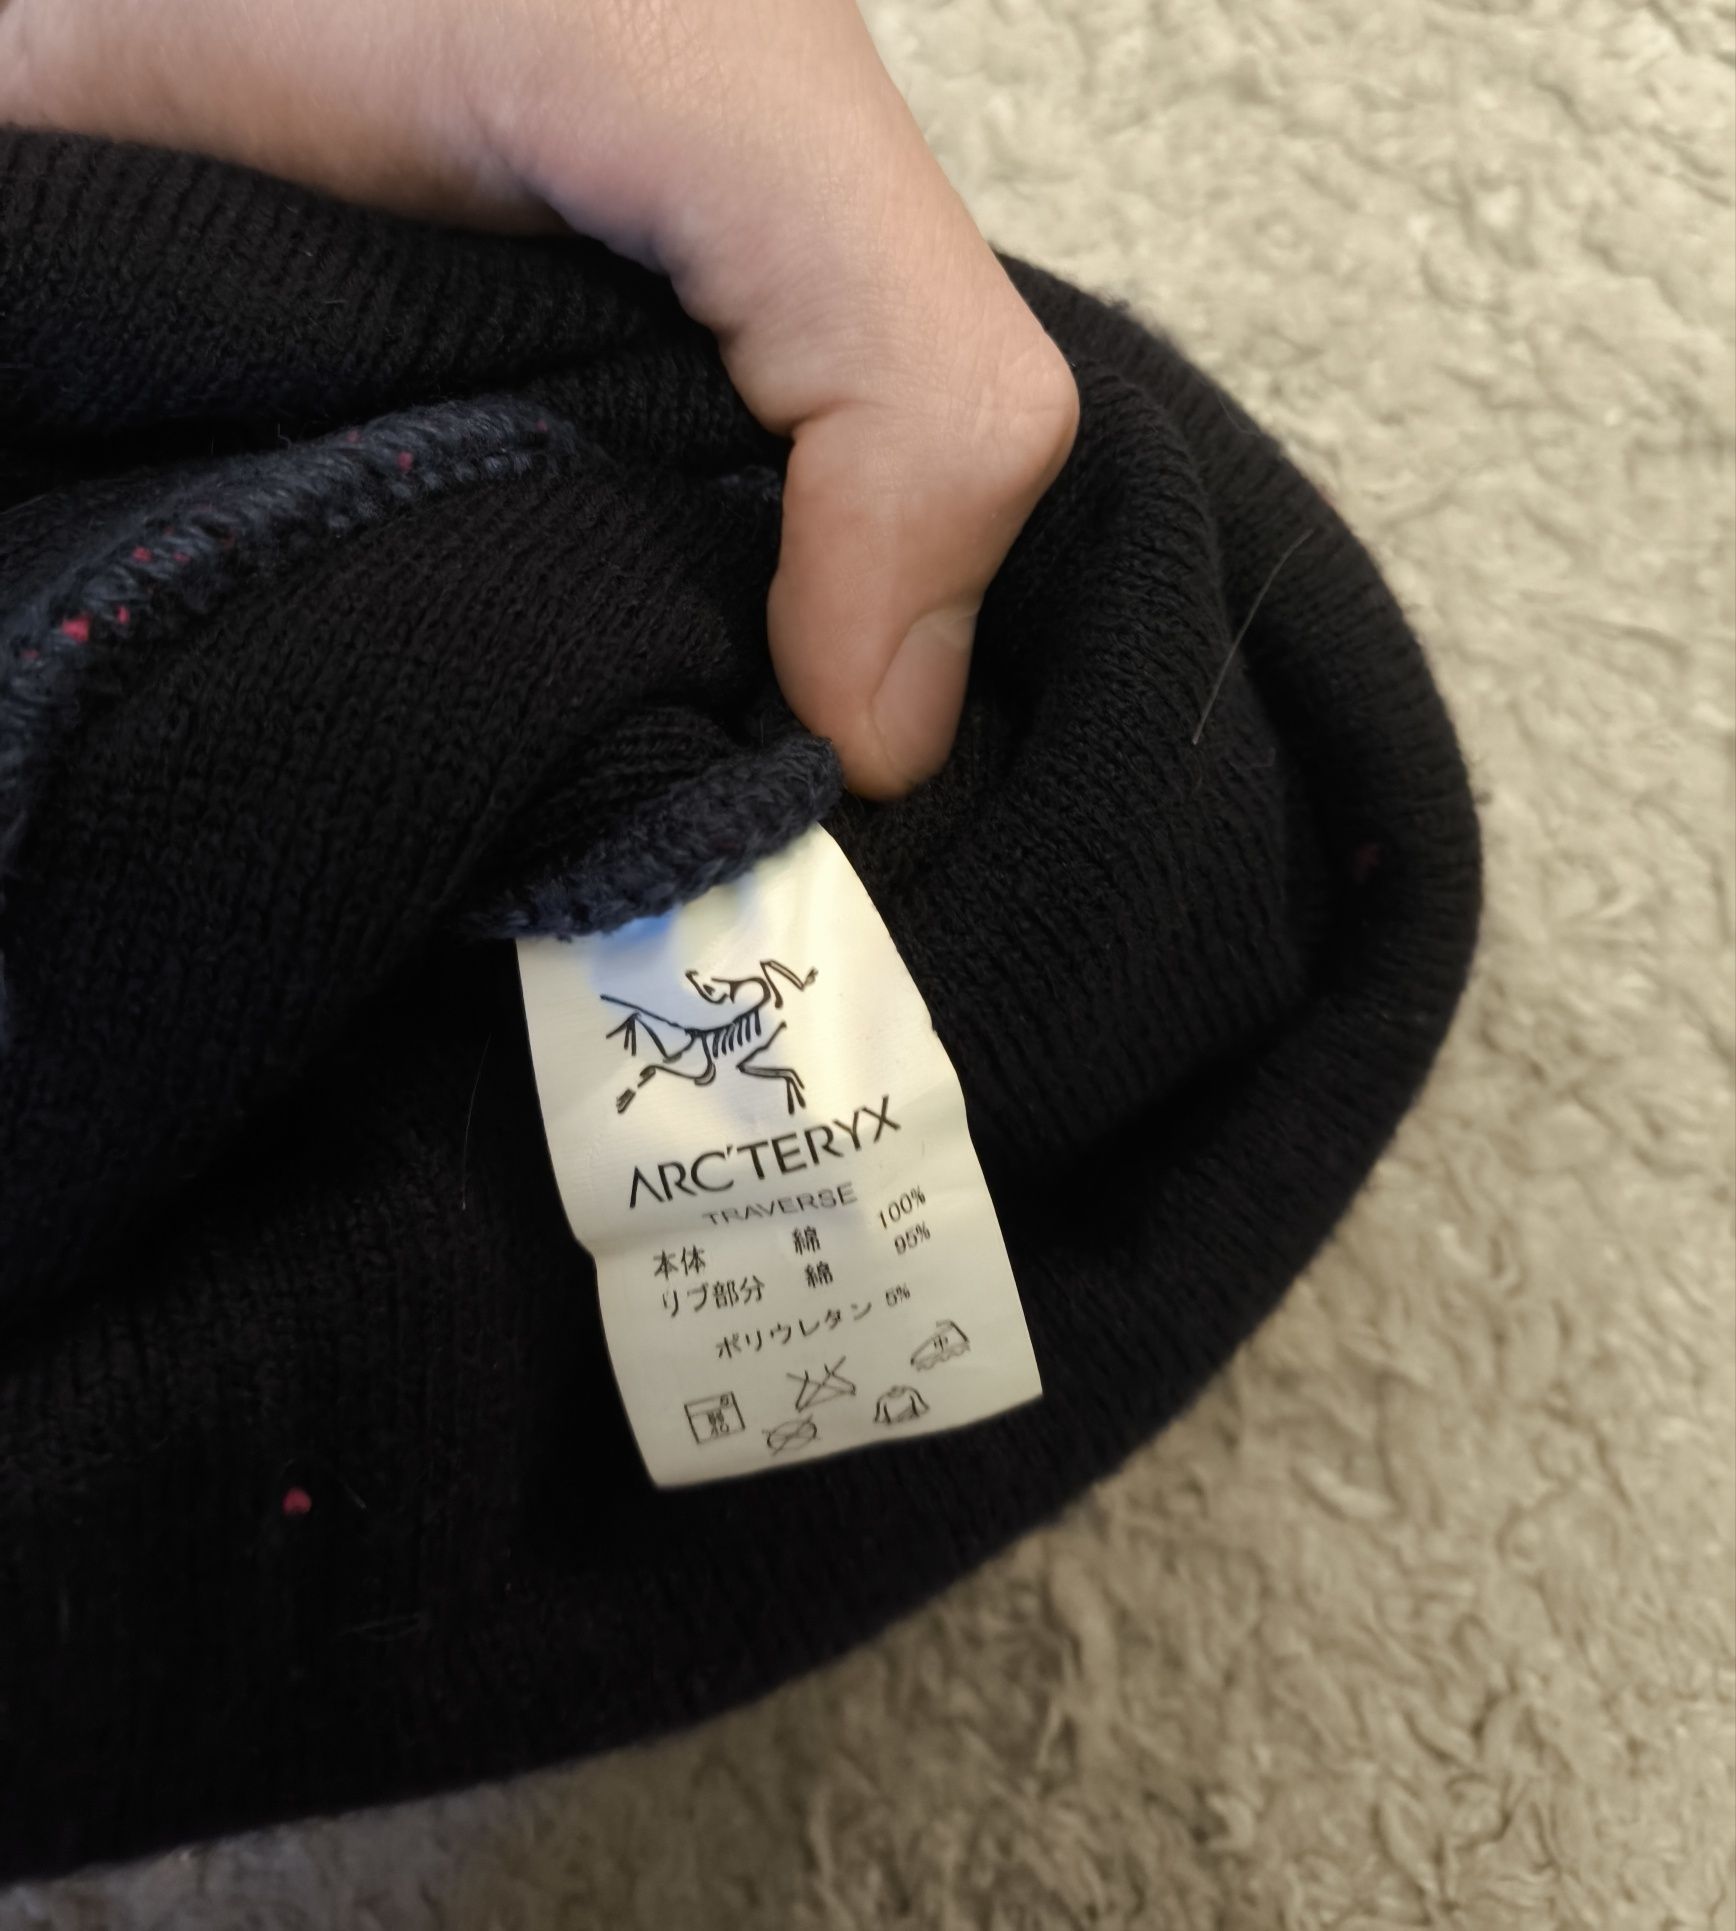 ARC'TERYX
TRAVERSE
本体 綿 100%
リブ部分 綿 95%
ポリウレタン 5%
中